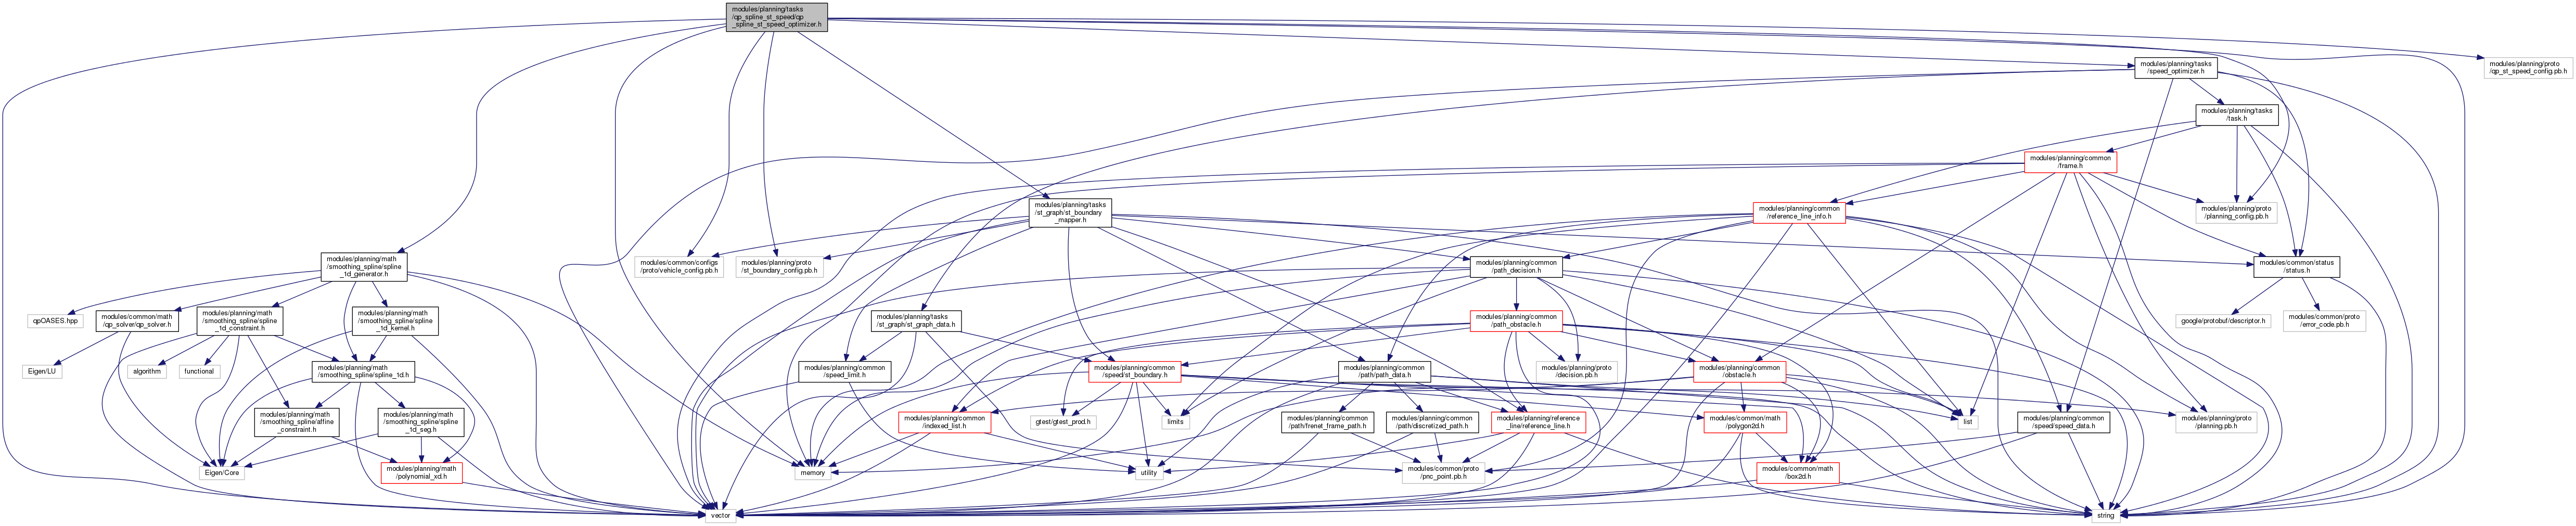 modules/planning/tasks
/qp_spline_st_speed/qp
_spline_st_speed_optimizer.h
modules/planning/tasks
/speed_optimizer.h
modules/planning/proto
/qp_st_speed_config.pb.h
modules/planning/tasks
/task.h
modules/planning/common
/frame.h
modules/planning/tasks
/st_graph/st_boundary
_mapper.h
modules/planning/common
/reference_line_info.h
modules/planning/proto
/planning_config.pb.h
modules/planning/math
/smoothing_spline/spline
_1d_generator.h
modules/common/configs
/proto/vehicle_config.pb.h
modules/planning/proto
/st_boundary_config.pb.h
modules/planning/common
/path_decision.h
modules/common/status
/status.h
qpOASES.hpp
modules/common/math
/qp_solver/qp_solver.h
modules/planning/math
/smoothing_spline/spline
_1d_constraint.h
modules/planning/math
/smoothing_spline/spline
_1d_kernel.h
modules/planning/tasks
/st_graph/st_graph_data.h
modules/planning/common
/path_obstacle.h
google/protobuf/descriptor.h
modules/common/proto
/error_code.pb.h
Eigen/LU
algorithm
functional
modules/planning/math
/smoothing_spline/spline_1d.h
modules/planning/common
/speed_limit.h
modules/planning/common
/speed/st_boundary.h
modules/planning/common
/path/path_data.h
modules/planning/proto
/decision.pb.h
modules/planning/common
/obstacle.h
modules/planning/math
/smoothing_spline/affine
_constraint.h
modules/planning/math
/smoothing_spline/spline
_1d_seg.h
modules/planning/common
/indexed_list.h
gtest/gtest_prod.h
limits
modules/planning/common
/path/frenet_frame_path.h
modules/planning/common
/path/discretized_path.h
modules/planning/reference
_line/reference_line.h
modules/common/math
/polygon2d.h
list
modules/planning/common
/speed/speed_data.h
modules/planning/proto
/planning.pb.h
Eigen/Core
modules/planning/math
/polynomial_xd.h
memory
utility
modules/common/proto
/pnc_point.pb.h
modules/common/math
/box2d.h
vector
string